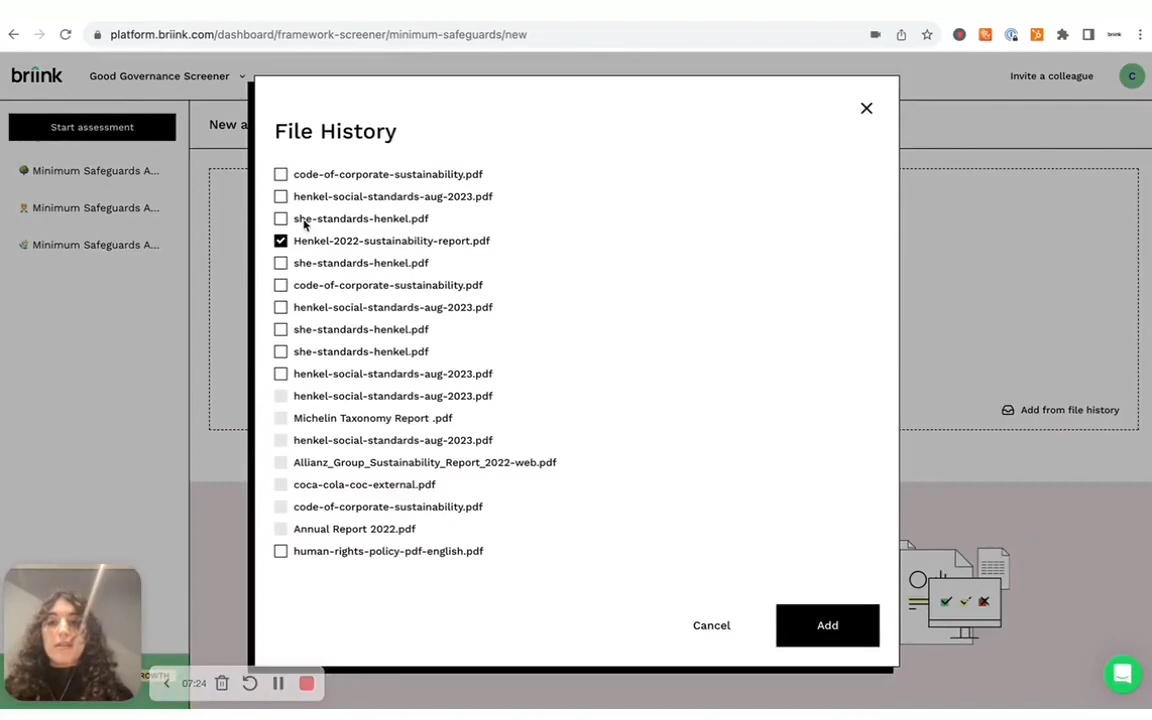 platform.briink.com/dashboard/framework-screener/minimum-safeguards/new
briink
briink
Good Governance Screener
Invite a colleague
C
Start assessment
New a
Minimum Safeguards A...
Minimum Safeguards A...
Minimum Safeguards A...
File History
code-of-corporate-sustainability.pdf
henkel-social-standards-aug-2023.pdf
she-standards-henkel.pdf
Henkel-2022-sustainability-report.pdf
she-standards-henkel.pdf
code-of-corporate-sustainability.pdf
henkel-social-standards-aug-2023.pdf
she-standards-henkel.pdf
she-standards-henkel.pdf
henkel-social-standards-aug-2023.pdf
henkel-social-standards-aug-2023.pdf
Michelin Taxonomy Report .pdf
henkel-social-standards-aug-2023.pdf
Allianz_Group_Sustainability_Report_2022-web.pdf
coca-cola-coc-external.pdf
code-of-corporate-sustainability.pdf
Annual Report 2022.pdf
human-rights-policy-pdf-english.pdf
Add from file history
Cancel
Add
07:24